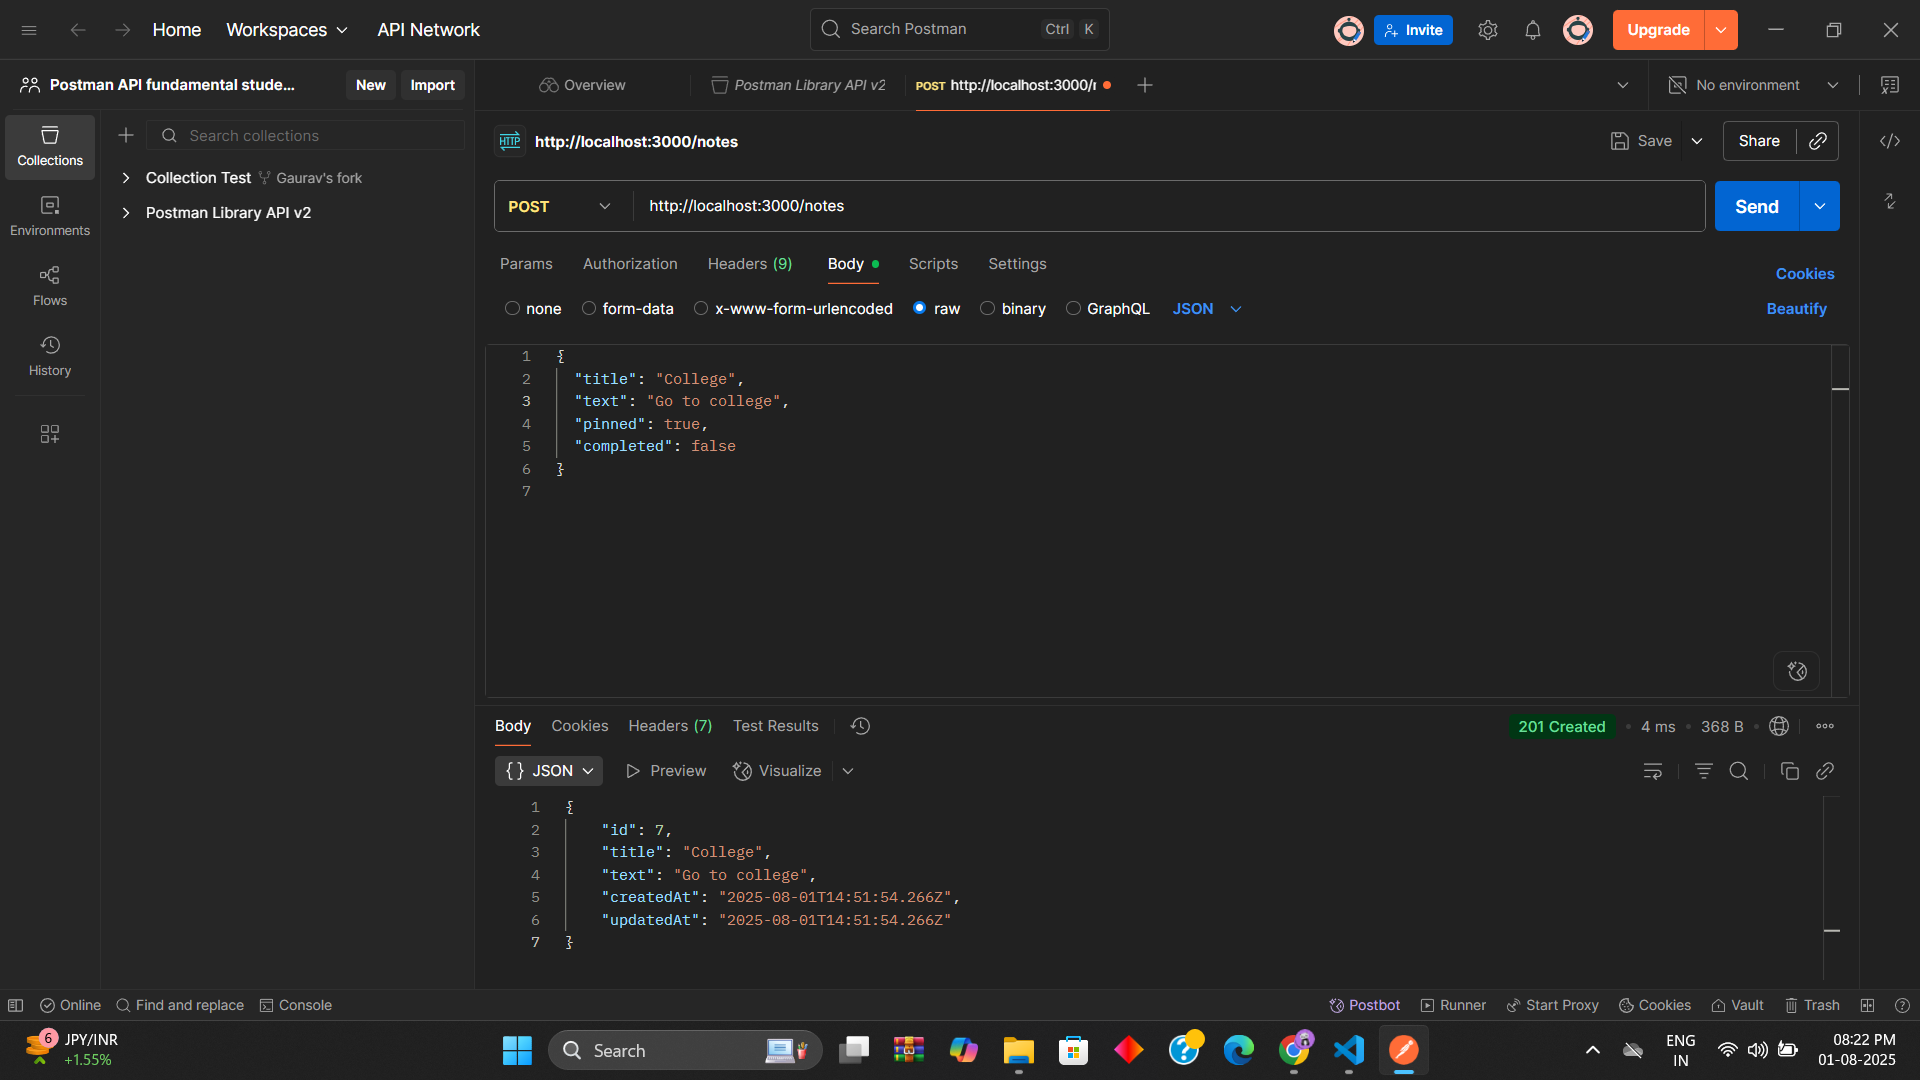 Home Workspaces API Network Search Postman Ctrl K Invite Upgrade
Postman API fundamental stude... New Import Overview Postman Library API v2 POST http://localhost:3000/ No environment
Collections
Search collections
Collection Test Gaurav's fork
Postman Library API v2
Environments
Flows
History
http://localhost:3000/notes Save Share
POST http://localhost:3000/notes Send
Params Authorization Headers (9) Body Scripts Settings Cookies
none form-data x-www-form-urlencoded raw binary GraphQL JSON Beautify
1 {
2 "title": "College",
3 "text": "Go to college",
4 "pinned": true,
5 "completed": false
6 }
7
Body Cookies Headers (7) Test Results 201 Created • 4 ms • 368 B
{} JSON Preview Visualize
1 {
2 "id": 7,
3 "title": "College",
4 "text": "Go to college",
5 "createdAt": "2025-08-01T14:51:54.266Z",
6 "updatedAt": "2025-08-01T14:51:54.266Z"
7 }
Online Find and replace Console Postbot Runner Start Proxy Cookies Vault Trash
6 JPY/INR
+1.55%
Search
ENG
IN
08:22 PM
01-08-2025